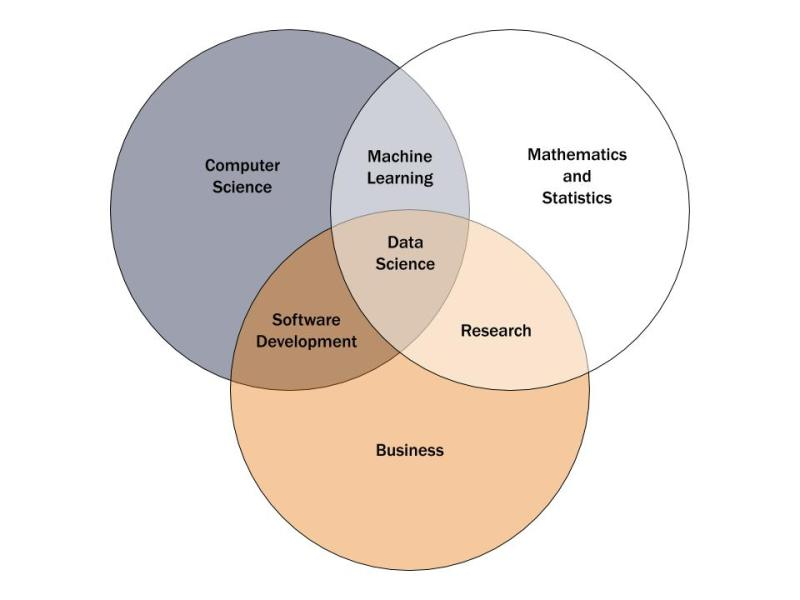 Computer
Science
Machine
Learning
Mathematics
and
Statistics
Data
Science
Software
Development
Research
Business